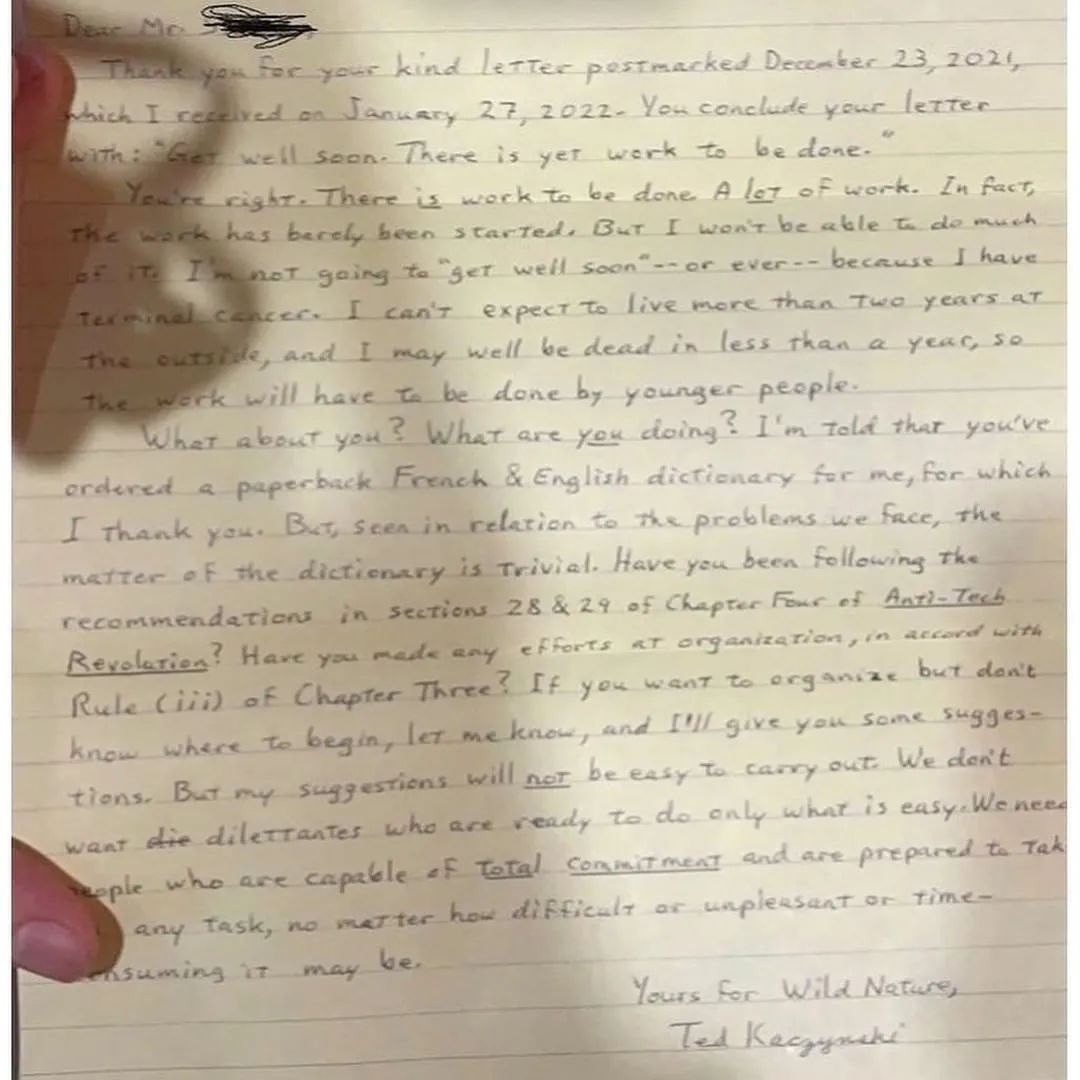 Dear Mr.
Thank you for your kind letter postmarked December 23, 2021,
which I received on January 27, 2022. You conclude your letter
with: "Get well soon. There is yet work to be done."
You're right. There is work to be done. A lot of work. In fact,
the work has barely been started. But I won't be able to do much
of it. I'm not going to "get well soon"--or ever--because I have
terminal cancer. I can't expect to live more than two years at
the outside, and I may well be dead in less than a year, so
the work will have to be done by younger people.
What about you? What are you doing? I'm told that you've
ordered a paperback French & English dictionary for me, for which
I thank you. But, seen in relation to the problems we face, the
matter of the dictionary is trivial. Have you been following the
recommendations in sections 28 & 29 of Chapter Four of Anti-Tech
Revolution? Have you made any efforts at organization, in accord with
Rule (iii) of Chapter Three? If you want to organize but don't
know where to begin, let me know, and I'll give you some sugges-
tions. But my suggestions will not be easy to carry out. We don't
want die dilettantes who are ready to do only what is easy. We need
people who are capable of total commitment and are prepared to tak
any task, no matter how difficult or unpleasant or time-
consuming it may be.
Yours for Wild Nature,
Ted Kaczynski